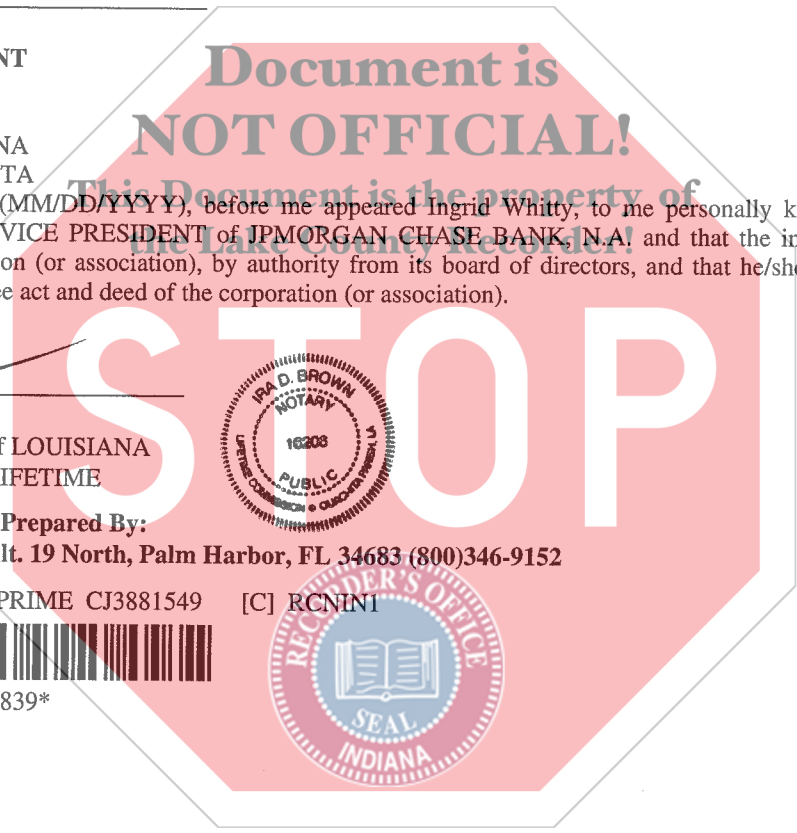 NT
Document is
NOT OFFICIAL!
NA
TA
This Document is the property of
(MM/DD/YYYY), before me appeared Ingrid Whitty, to me personally k
VICE PRESIDENT of JPMORGAN CHASE BANK, N.A. and that the in
the Lake County Recorder!
on (or association), by authority from its board of directors, and that he/sh
e act and deed of the corporation (or association).
STOP
IRA D. BROWN
NOTARY
16203
PUBLIC
LIFETIME COMMISSION * OUACHITA PARISH, LA
f LOUISIANA
IFETIME
Prepared By:
lt. 19 North, Palm Harbor, FL 34683 (800)346-9152
PRIME CJ3881549 [C] RCNIN1
839*
RECORDER'S OFFICE
SEAL
INDIANA